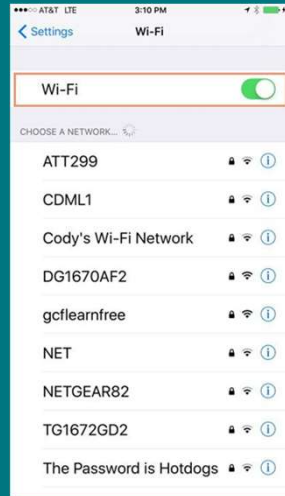 AT&T LTE 3:10 PM
Settings Wi-Fi
Wi-Fi
CHOOSE A NETWORK...
ATT299
CDML1
Cody's Wi-Fi Network
DG1670AF2
gcflearnfree
NET
NETGEAR82
TG1672GD2
The Password is Hotdogs